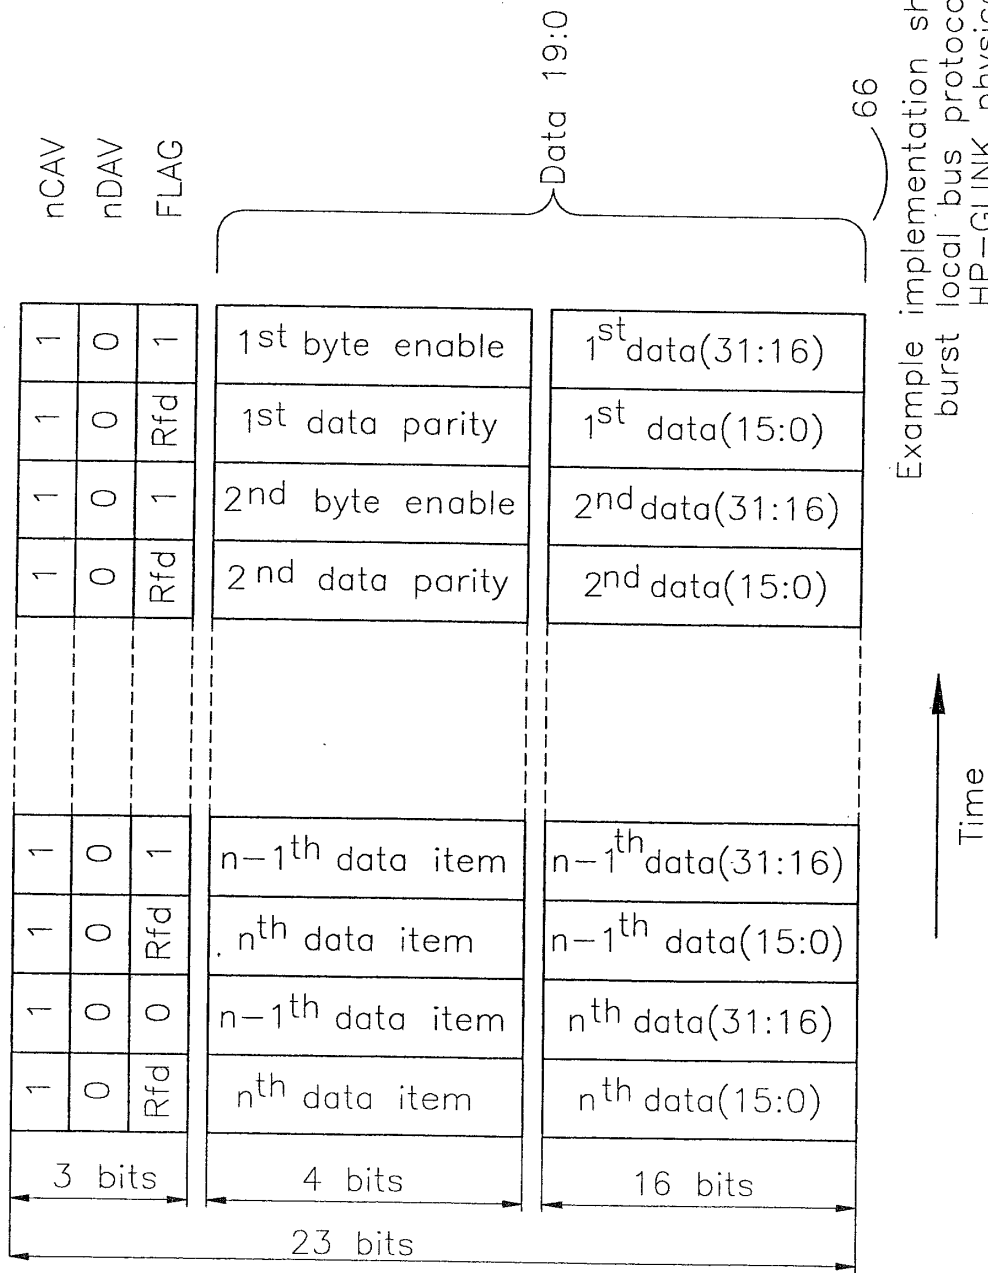 nCAV
nDAV
FLAG
Data 19:0
66
1 0 1 1st byte enable 1st data(31:16)
1 0 Rfd 1st data parity 1st data(15:0)
1 0 1 2nd byte enable 2nd data(31:16)
1 0 Rfd 2nd data parity 2nd data(15:0)
1 0 1 n-1th data item n-1th data(31:16)
1 0 Rfd nth data item n-1th data(15:0)
1 0 0 n-1th data item nth data(31:16)
1 0 Rfd nth data item nth data(15:0)
3 bits
4 bits
16 bits
23 bits
Time
Example implementation
burst local bus
HP-GLINK